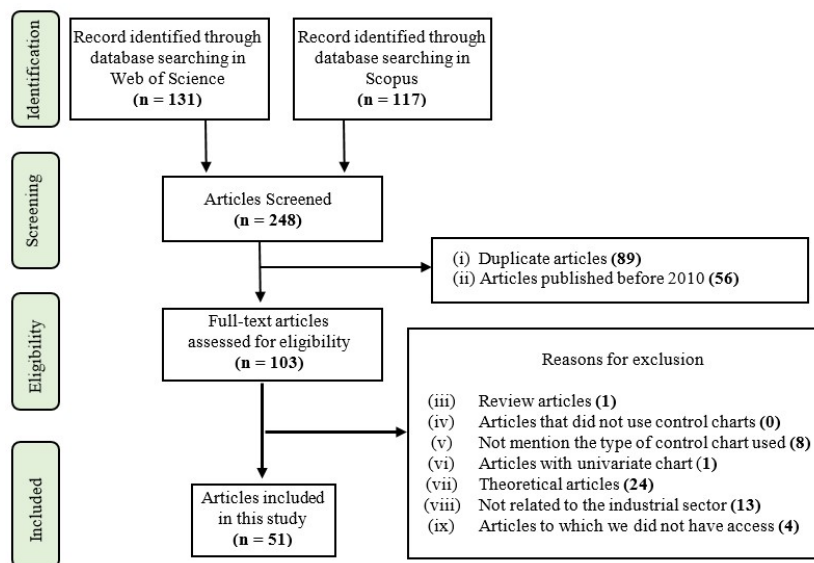 Identification
Record identified through
database searching in
Web of Science
(n = 131)
Record identified through
database searching in
Scopus
(n = 117)
Screening
Articles Screened
(n = 248)
(i) Duplicate articles (89)
(ii) Articles published before 2010 (56)
Eligibility
Full-text articles
assessed for eligibility
(n = 103)
Reasons for exclusion
(iii) Review articles (1)
(iv) Articles that did not use control charts (0)
(v) Not mention the type of control chart used (8)
(vi) Articles with univariate chart (1)
(vii) Theoretical articles (24)
(viii) Not related to the industrial sector (13)
(ix) Articles to which we did not have access (4)
Included
Articles included
in this study
(n = 51)